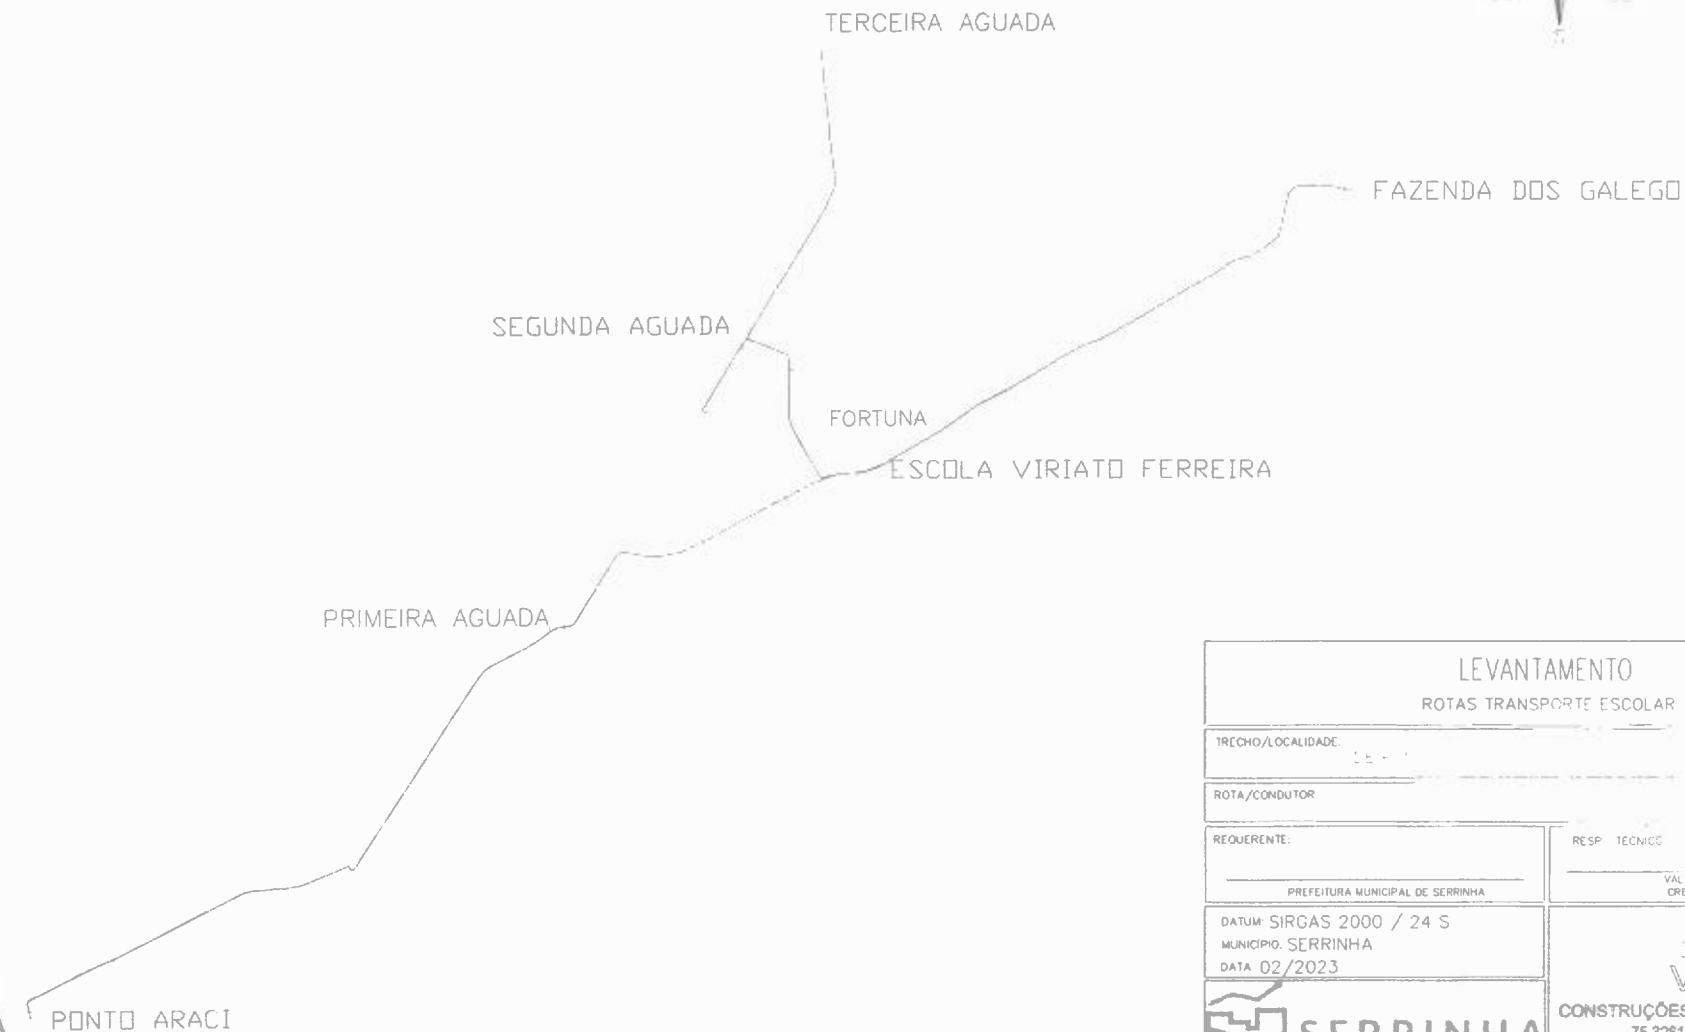 TERCEIRA AGUADA
FAZENDA DOS GALEGO
SEGUNDA AGUADA
FORTUNA
ESCOLA VIRIATO FERREIRA
PRIMEIRA AGUADA
PONTO ARACI
LEVANTAMENTO
ROTAS TRANSPORTE ESCOLAR
TRECHO/LOCALIDADE:
ROTA/CONDUTOR
REQUERENTE:
PREFEITURA MUNICIPAL DE SERRINHA
RESP TECNICO
DATUM: SIRGAS 2000 / 24 S
MUNICÍPIO: SERRINHA
DATA 02/2023
SERRINHA
CONSTRUÇÕES